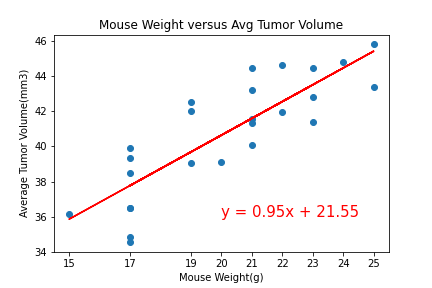 Mouse Weight versus Avg Tumor Volume
46
44
42
40
38
36
34
Average Tumor Volume(mm3)
y = 0.95x + 21.55
15 17 19 20 21 22 23 24 25
Mouse Weight(g)